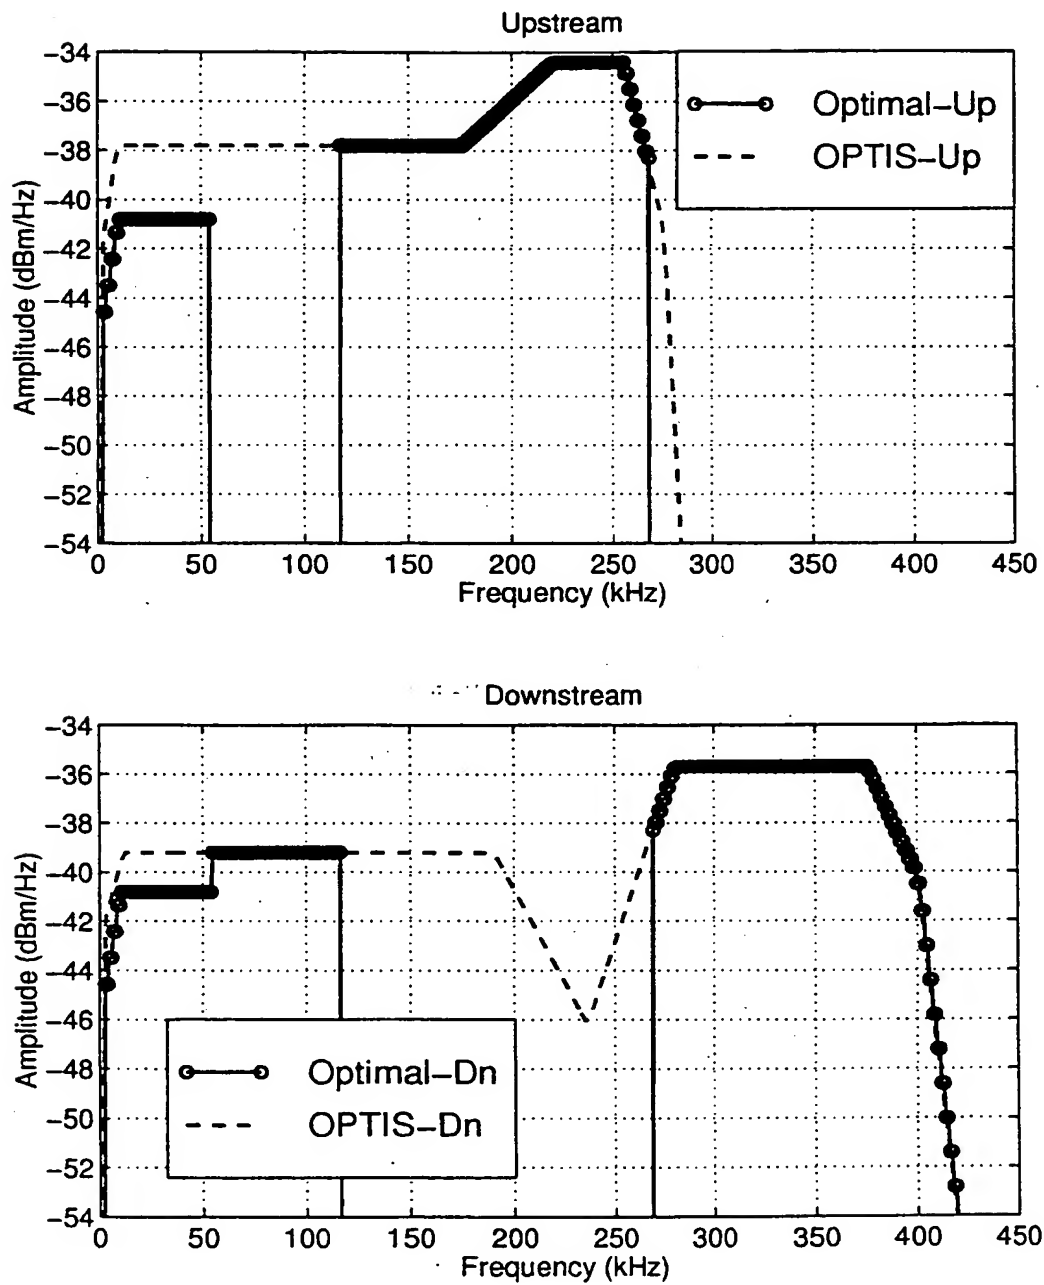 Upstream
−34
−36
−38
−40
−42
−44
−46
−48
−50
−52
−54
Amplitude (dBm/Hz)
Optimal−Up
OPTIS−Up
0 50 100 150 200 250 300 350 400 450
Frequency (kHz)
Downstream
−34
−36
−38
−40
−42
−44
−46
−48
−50
−52
−54
Amplitude (dBm/Hz)
Optimal−Dn
OPTIS−Dn
0 50 100 150 200 250 300 350 400 450
Frequency (kHz)